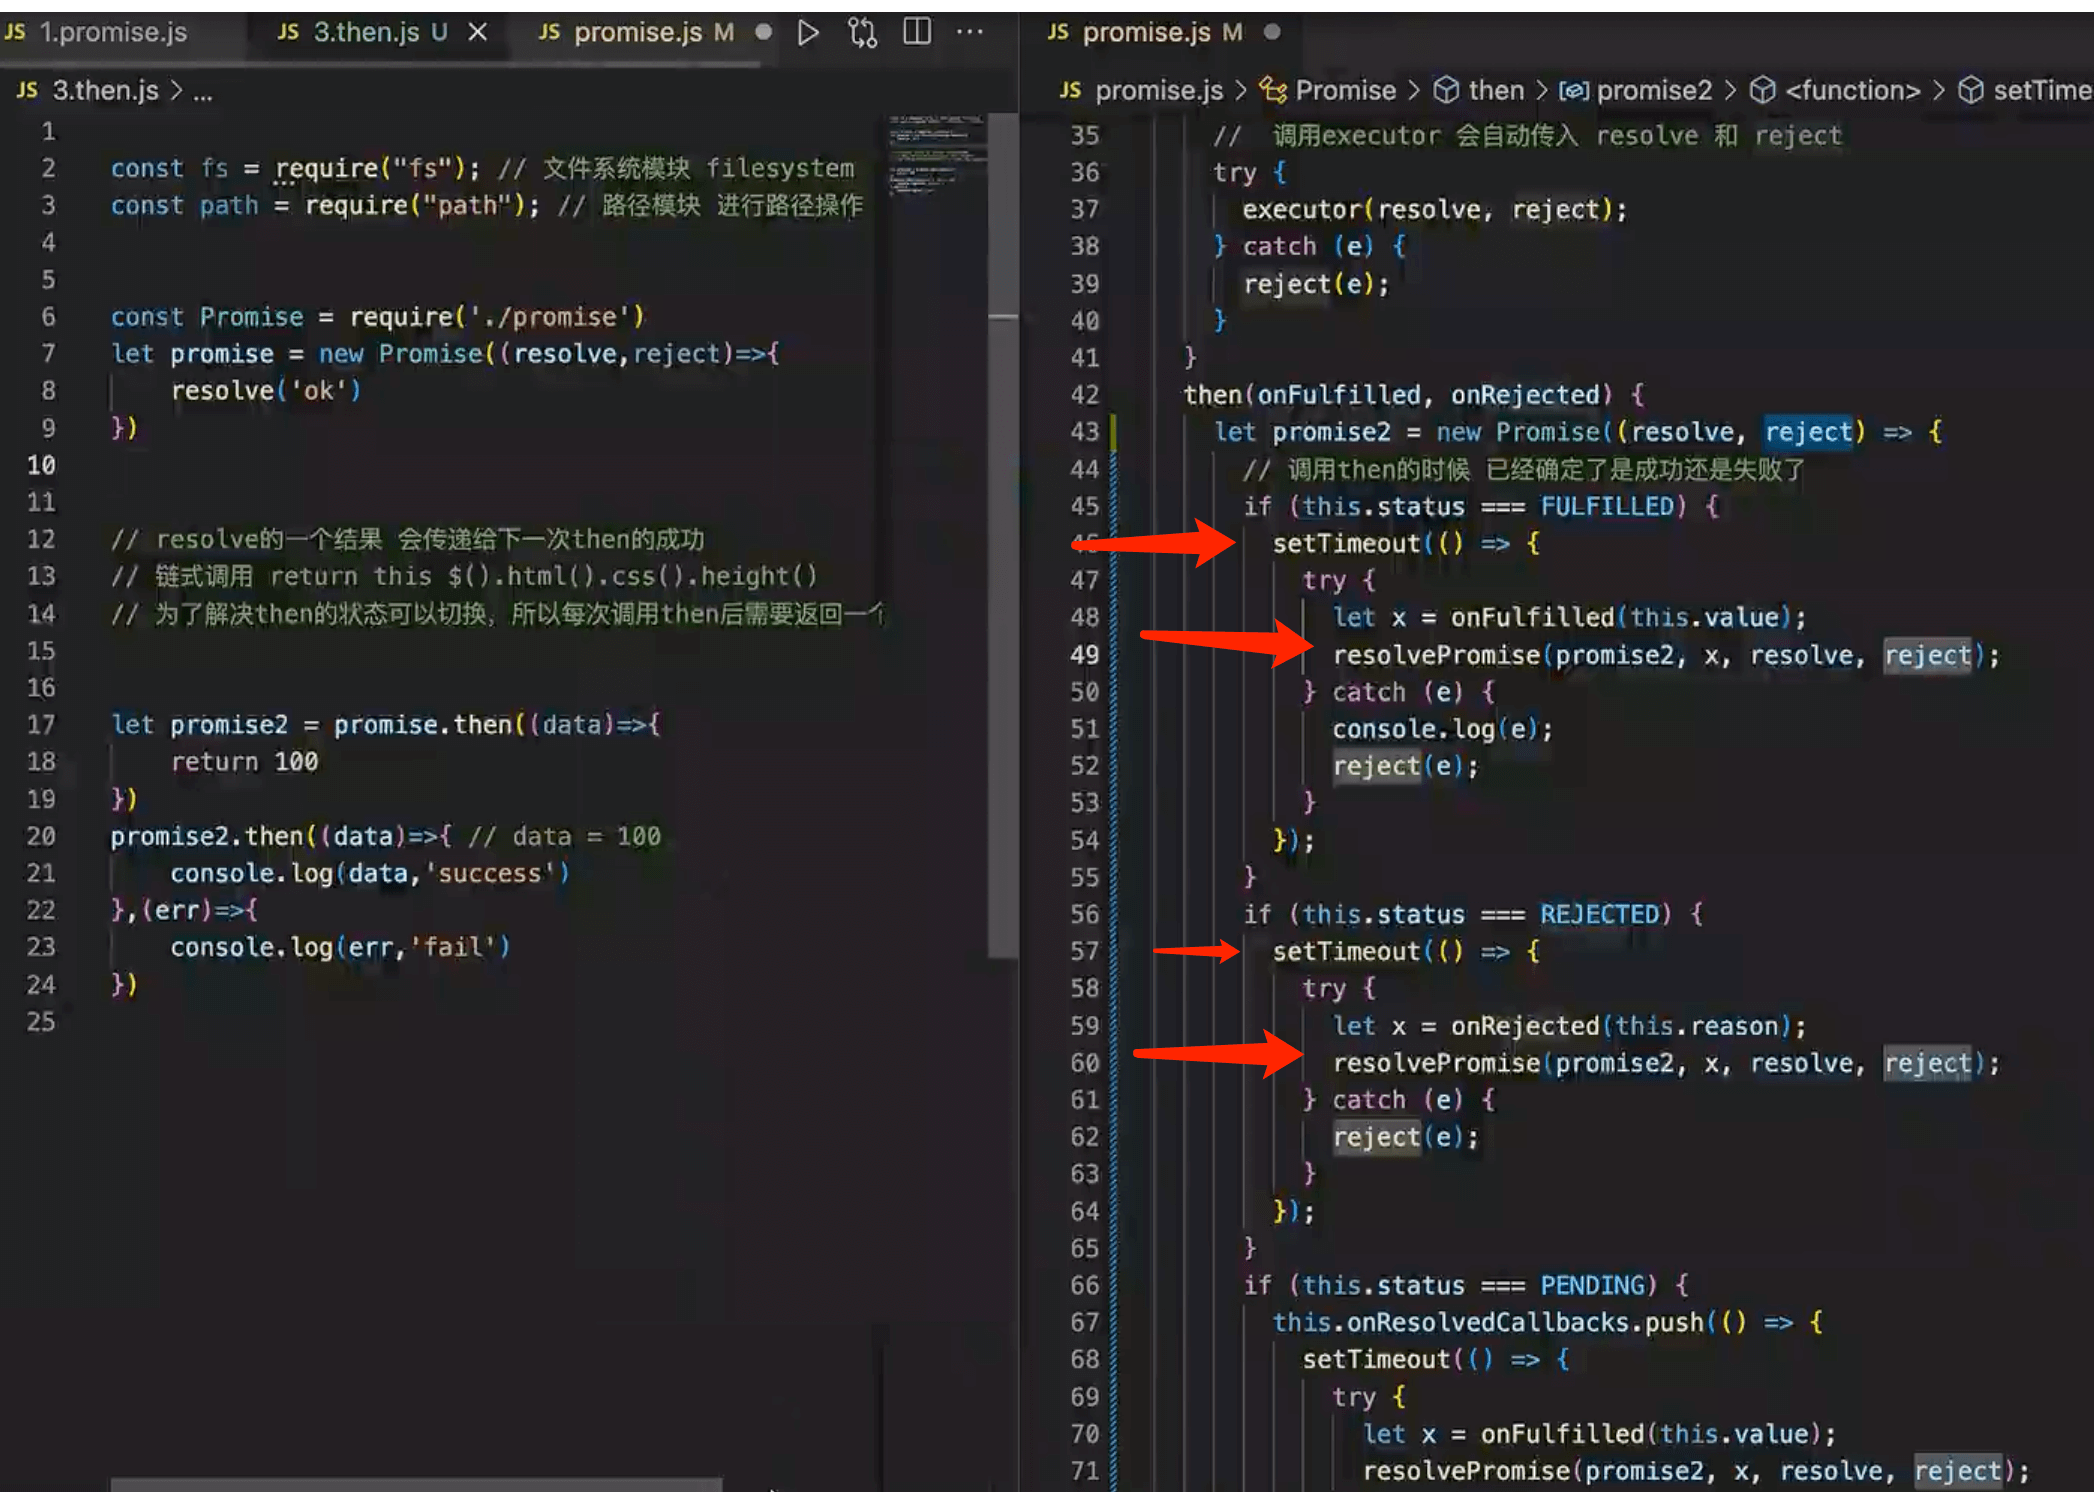 JS 1.promise.js
JS 3.then.js U
JS promise.js M
JS 3.then.js > ...
1
2 const fs = require("fs"); // 文件系统模块 filesystem
3 const path = require("path"); // 路径模块 进行路径操作
4
5
6 const Promise = require('./promise')
7 let promise = new Promise((resolve,reject)=>{
8 resolve('ok')
9 })
10
11
12 // resolve的一个结果 会传递给下一次then的成功
13 // 链式调用 return this $().html().css().height()
14 // 为了解决then的状态可以切换，所以每次调用then后需要返回一个
15
16
17 let promise2 = promise.then((data)=>{
18 return 100
19 })
20 promise2.then((data)=>{ // data = 100
21 console.log(data,'success')
22 },(err)=>{
23 console.log(err,'fail')
24 })
25
JS promise.js M
JS promise.js > Promise > then > promise2 > <function> > setTime
35 // 调用executor 会自动传入 resolve 和 reject
36 try {
37 executor(resolve, reject);
38 } catch (e) {
39 reject(e);
40 }
41 }
42 then(onFulfilled, onRejected) {
43 let promise2 = new Promise((resolve, reject) => {
44 // 调用then的时候 已经确定了是成功还是失败了
45 if (this.status === FULFILLED) {
46 setTimeout(() => {
47 try {
48 let x = onFulfilled(this.value);
49 resolvePromise(promise2, x, resolve, reject);
50 } catch (e) {
51 console.log(e);
52 reject(e);
53 }
54 });
55 }
56 if (this.status === REJECTED) {
57 setTimeout(() => {
58 try {
59 let x = onRejected(this.reason);
60 resolvePromise(promise2, x, resolve, reject);
61 } catch (e) {
62 reject(e);
63 }
64 });
65 }
66 if (this.status === PENDING) {
67 this.onResolvedCallbacks.push(() => {
68 setTimeout(() => {
69 try {
70 let x = onFulfilled(this.value);
71 resolvePromise(promise2, x, resolve, reject);